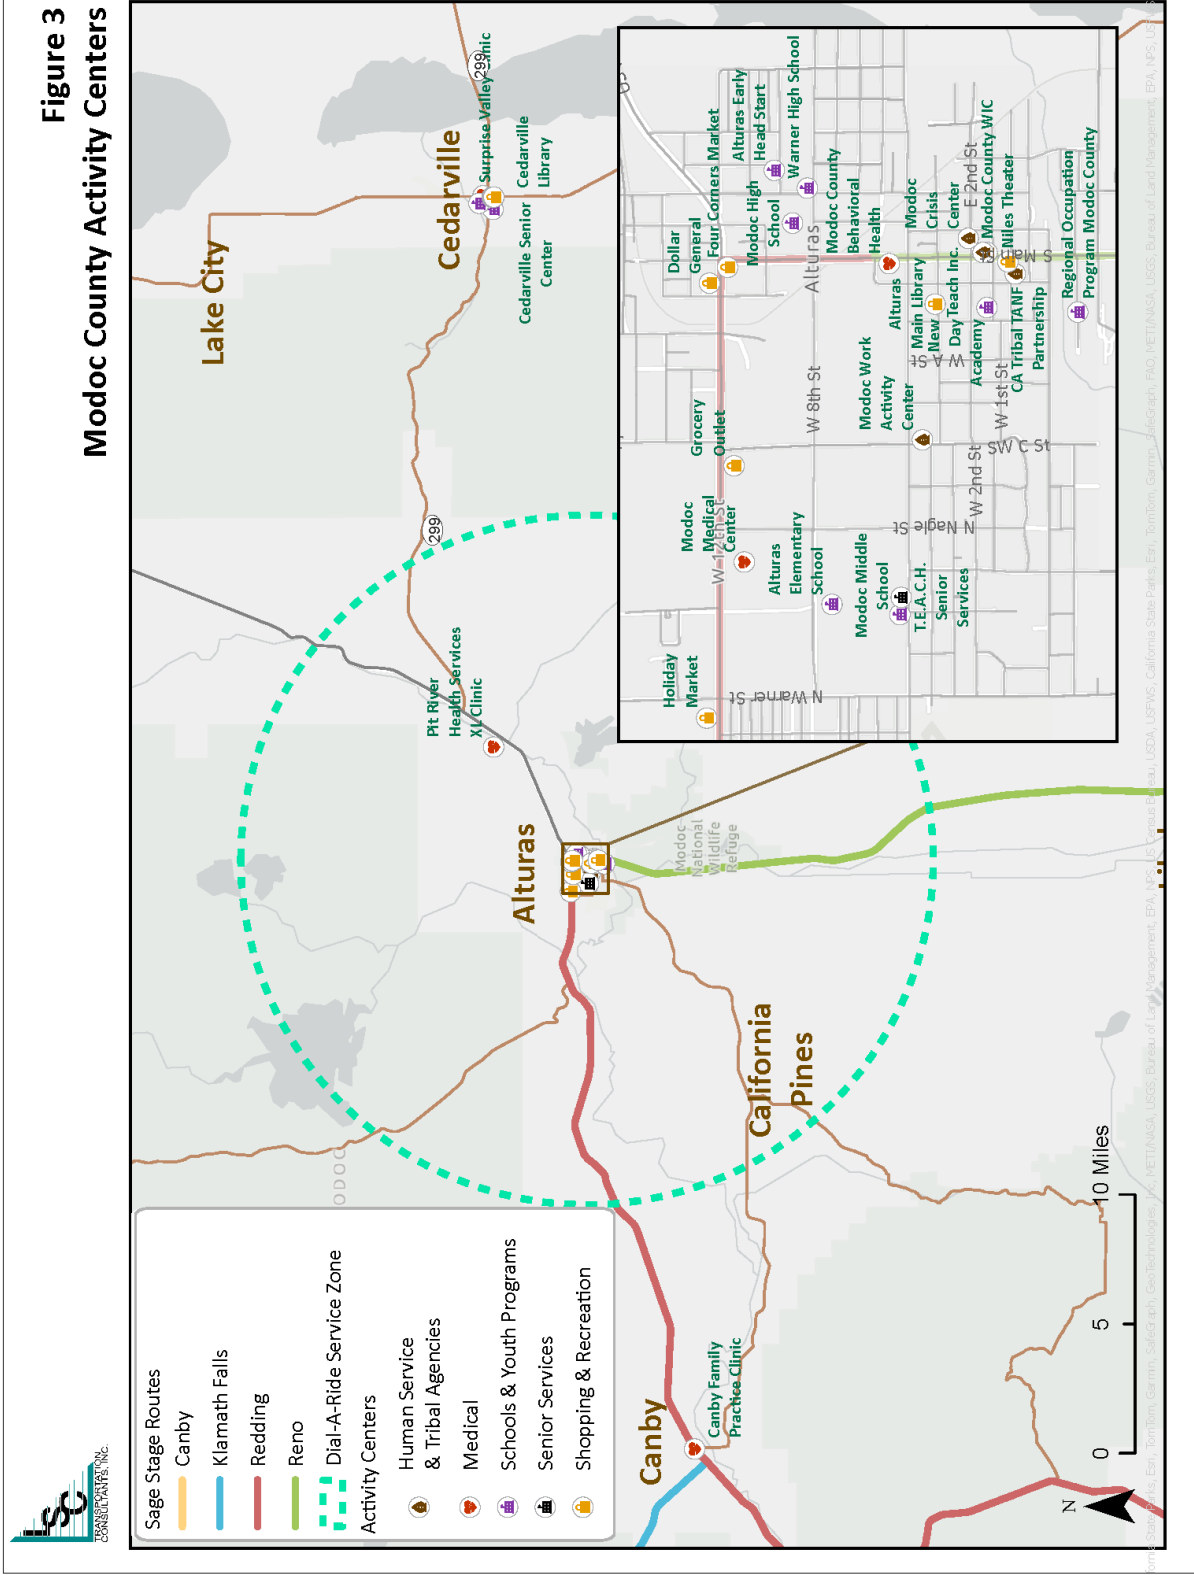 Figure 3
Modoc County Activity Centers
LSC
TRANSPORTATION
CONSULTANTS, INC.
Lake City
Cedarville
299
Surprise Valley Clinic
Cedarville
Library
Cedarville Senior
Center
299
Pit River
Health Services
XL Clinic
Alturas
Modoc
National
Wildlife
Refuge
California
Pines
Canby
Canby Family
Practice Clinic
ODOC
Sage Stage Routes
Canby
Klamath Falls
Redding
Reno
Dial-A-Ride Service Zone
Activity Centers
Human Service
& Tribal Agencies
Medical
Schools & Youth Programs
Senior Services
Shopping & Recreation
N
0
5
10 Miles
Holiday
Market
Modoc
Medical
Center
Grocery
Outlet
Dollar
General
Four Corners Market
Alturas Early
Head Start
Modoc High
School
Warner High School
Alturas
Elementary
School
Modoc Middle
School
T.E.A.C.H.
Senior
Services
Modoc Work
Activity
Center
Modoc County
Behavioral
Health
Modoc
Crisis
Center
Alturas
Main Library
New
Day
Academy
Teach Inc.
Modoc County WIC
Niles Theater
CA Tribal TANF
Partnership
Regional Occupation
Program Modoc County
Alturas
W 12th St
W 8th St
E 2nd St
W 2nd St
W 1st St
W A St
SW C St
N Nagle St
N Warner St
S Main St